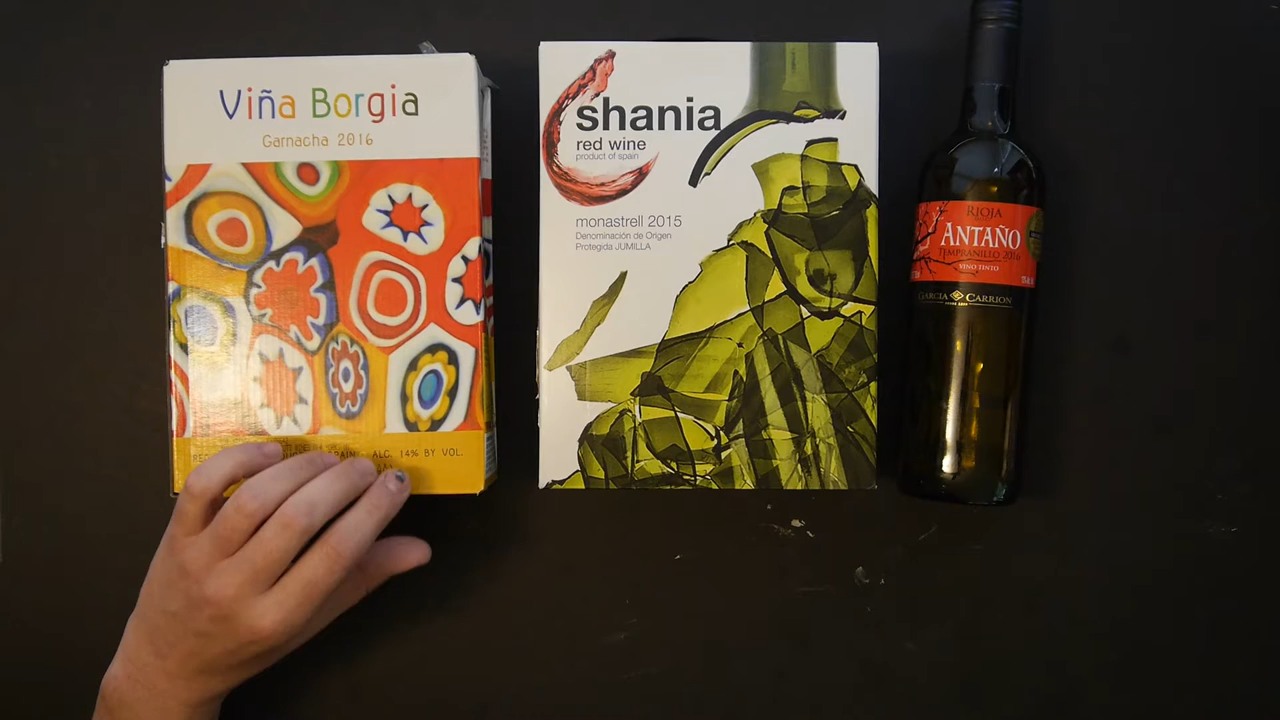 Viña Borgia
Garnacha 2016
SPAIN - ALC. 14% BY VOL.
shania
red wine
product of spain
monastrell 2015
Denominación de Origen
Protegida JUMILLA
RIOJA
ANTAÑO
TEMPRANILLO 2016
VINO TINTO
GARCIA CARRION